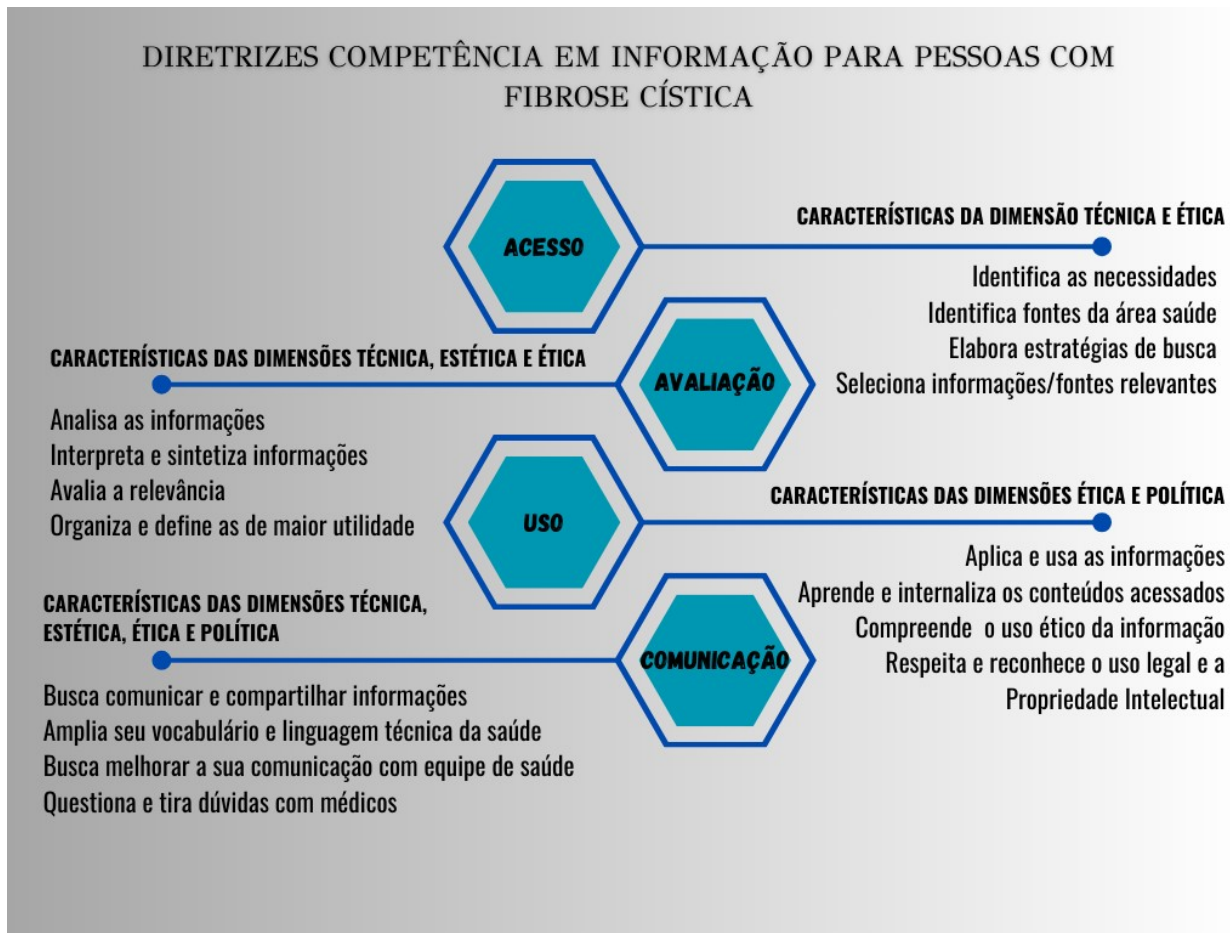 DIRETRIZES COMPETÊNCIA EM INFORMAÇÃO PARA PESSOAS COM
FIBROSE CÍSTICA
ACESSO
CARACTERÍSTICAS DA DIMENSÃO TÉCNICA E ÉTICA
Identifica as necessidades
Identifica fontes da área saúde
Elabora estratégias de busca
Seleciona informações/fontes relevantes
AVALIAÇÃO
CARACTERÍSTICAS DAS DIMENSÕES TÉCNICA, ESTÉTICA E ÉTICA
Analisa as informações
Interpreta e sintetiza informações
Avalia a relevância
Organiza e define as de maior utilidade
USO
CARACTERÍSTICAS DAS DIMENSÕES ÉTICA E POLÍTICA
Aplica e usa as informações
Aprende e internaliza os conteúdos acessados
Compreende  o uso ético da informação
Respeita e reconhece o uso legal e a
Propriedade Intelectual
COMUNICAÇÃO
CARACTERÍSTICAS DAS DIMENSÕES TÉCNICA,
ESTÉTICA, ÉTICA E POLÍTICA
Busca comunicar e compartilhar informações
Amplia seu vocabulário e linguagem técnica da saúde
Busca melhorar a sua comunicação com equipe de saúde
Questiona e tira dúvidas com médicos